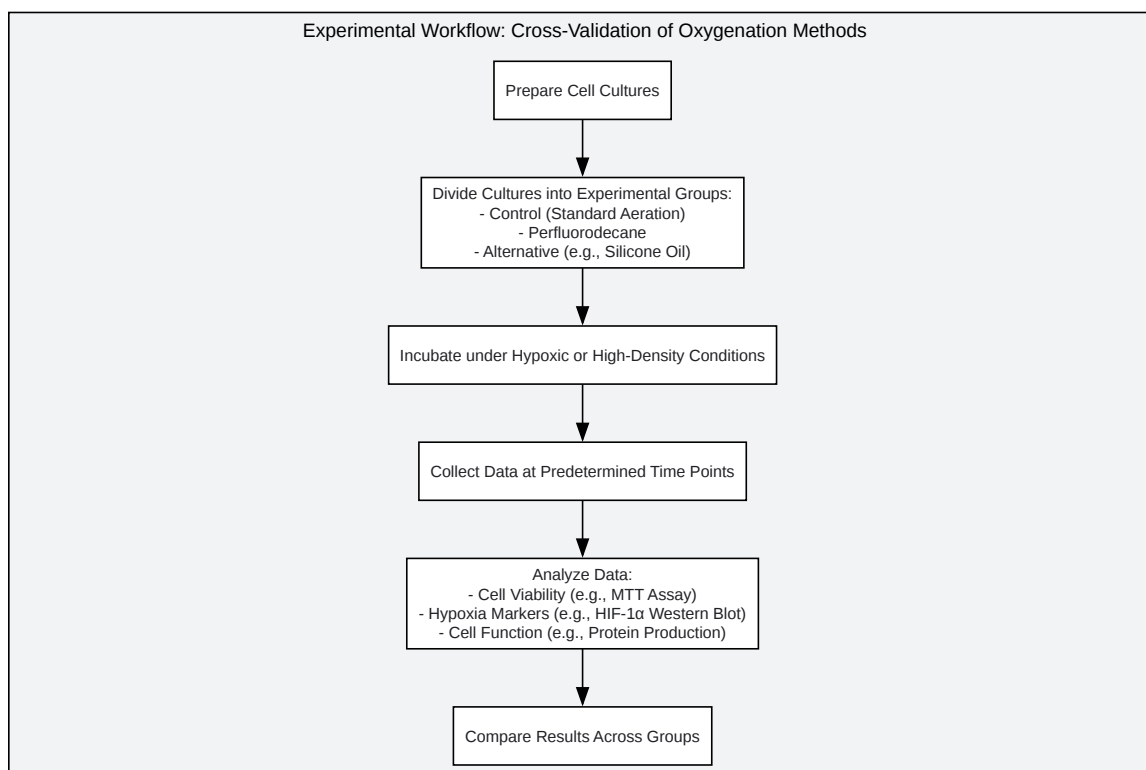 Experimental Workflow: Cross-Validation of Oxygenation Methods
Prepare Cell Cultures
Divide Cultures into Experimental Groups:
- Control (Standard Aeration)
- Perfluorodecane
- Alternative (e.g., Silicone Oil)
Incubate under Hypoxic or High-Density Conditions
Collect Data at Predetermined Time Points
Analyze Data:
- Cell Viability (e.g., MTT Assay)
- Hypoxia Markers (e.g., HIF-1α Western Blot)
- Cell Function (e.g., Protein Production)
Compare Results Across Groups